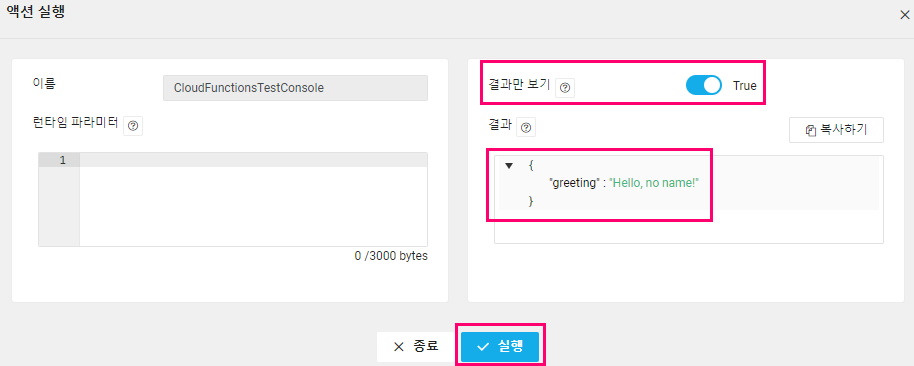 액션 실행
이름
CloudFunctionsTestConsole
런타임 파라미터
1
0 /3000 bytes
결과만 보기
True
결과
복사하기
{
"greeting" : "Hello, no name!"
}
종료
실행